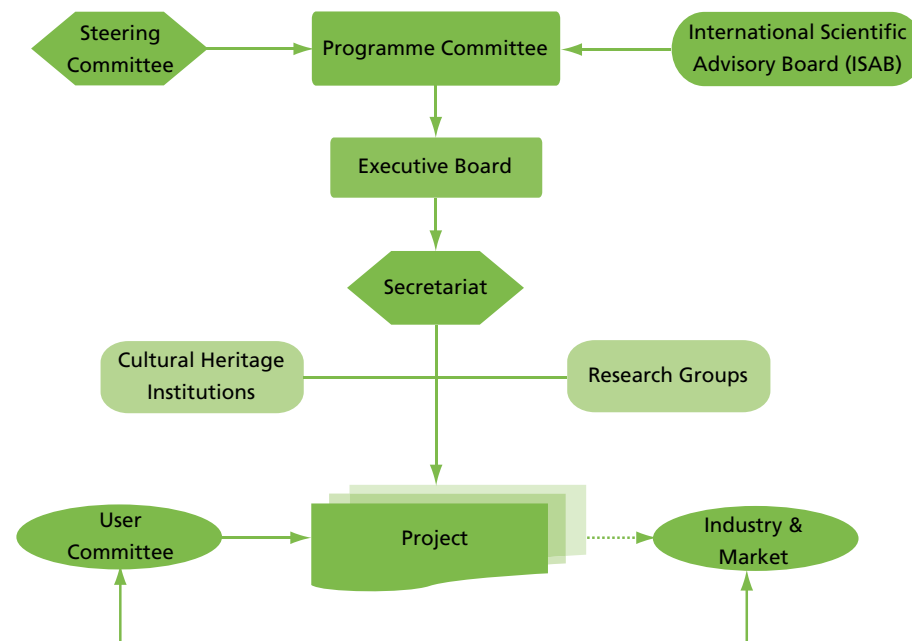 Steering
Committee
Programme Committee
International Scientific
Advisory Board (ISAB)
Executive Board
Secretariat
Cultural Heritage
Institutions
Research Groups
User
Committee
Project
Industry &
Market